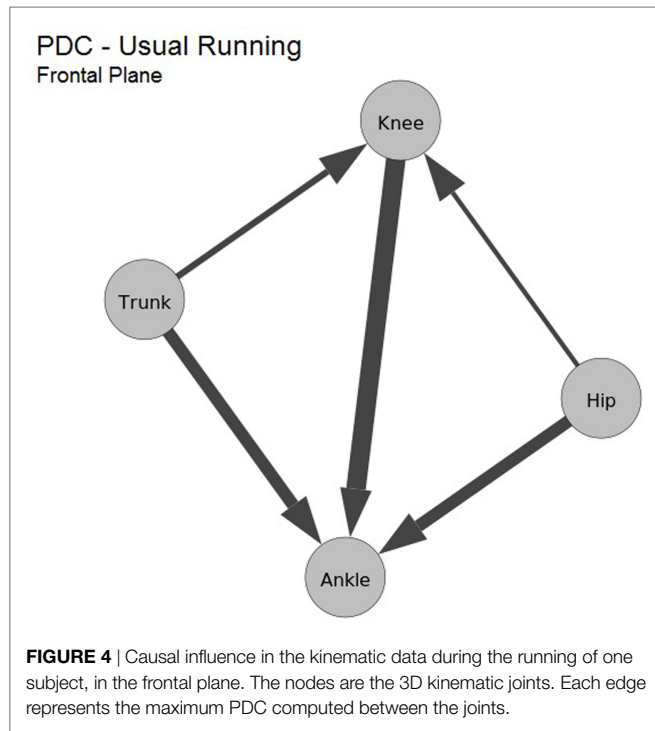 PDC - Usual Running
Frontal Plane
Knee
Trunk
Hip
Ankle
FIGURE 4 | Causal influence in the kinematic data during the running of one
subject, in the frontal plane. The nodes are the 3D kinematic joints. Each edge
represents the maximum PDC computed between the joints.